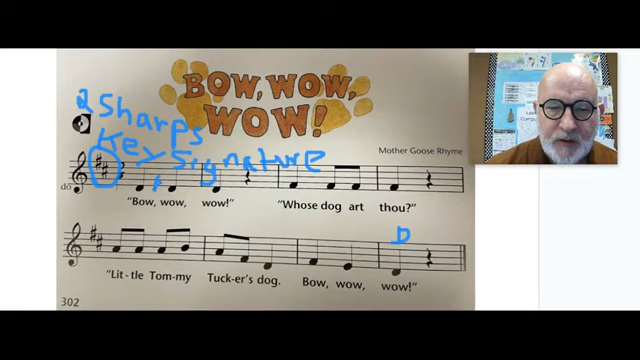 BOW, WOW,
WOW!
2 Sharps
Key Signature
Mother Goose Rhyme
do
"Bow, wow, wow!" "Whose dog art thou?"
D
"Lit - tle Tom-my Tuck-er's dog. Bow, wow, wow!"
302